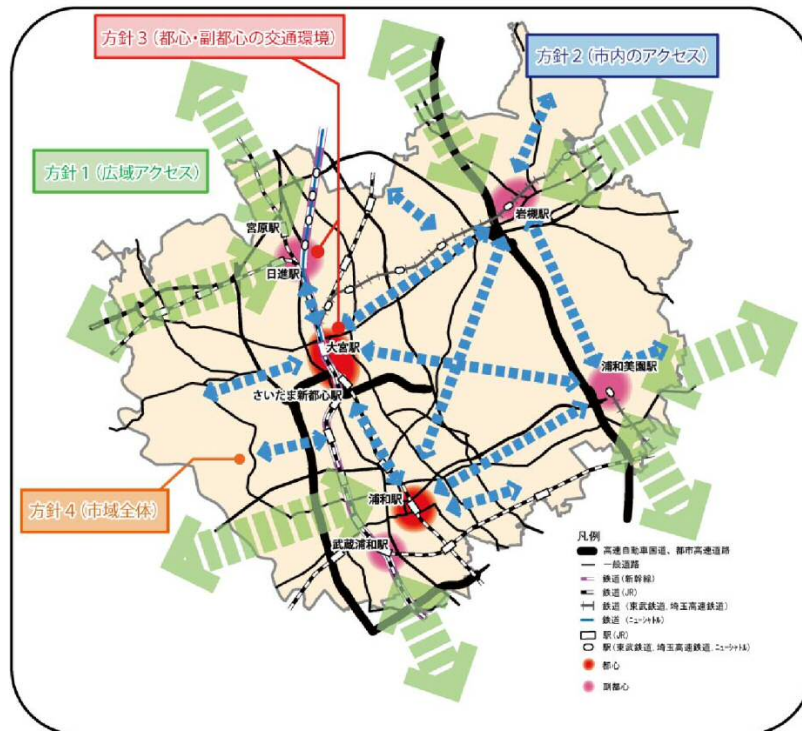 方針3(都心・副都心の交通環境)
方針2(市内のアクセス)
方針1(広域アクセス)
宮原駅
日進駅
岩槻駅
大宮駅
さいたま新都心駅
浦和美園駅
方針4(市域全体)
浦和駅
武蔵浦和駅
凡例
高速自動車国道、都市高速道路
一般道路
鉄道(新幹線)
鉄道(JR)
鉄道(東武鉄道、埼玉高速鉄道)
鉄道(ニューシャトル)
駅(JR)
駅(東武鉄道、埼玉高速鉄道、ニューシャトル)
都心
副都心